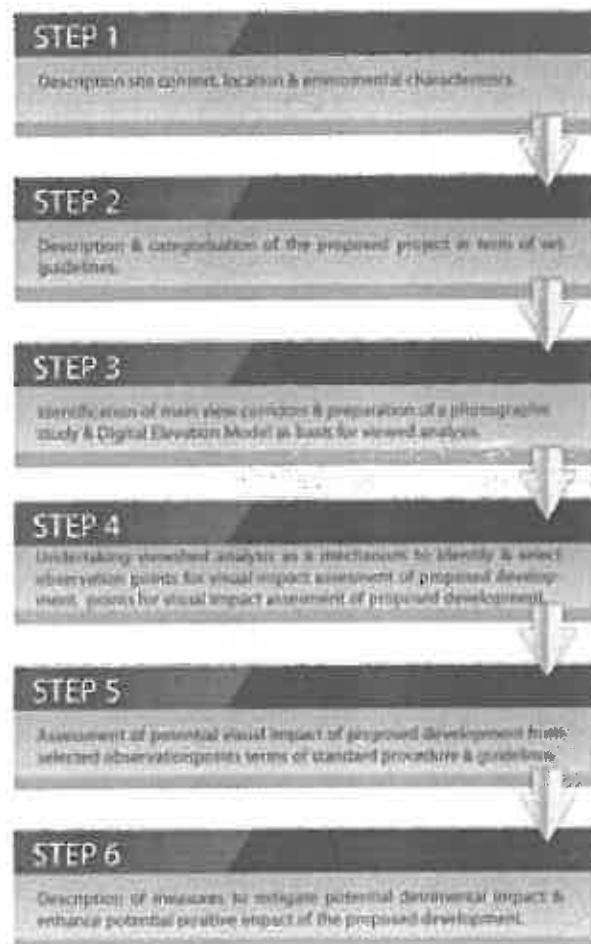 STEP 1
Description site context, location & enviromental characteristics.
STEP 2
Description & categorisation of the proposed project in term of set
guidelines.
STEP 3
Identification of main view corridors & preparation of a photographic
study & Digital Elevation Model as basis for viewed analysis.
STEP 4
Undertaking viewshed analysis as a mechanism to identify & select
observation points for visual impact assessment of proposed develop-
ment, points for visual impact assessment of proposed development.
STEP 5
Assessment of potential visual impact of proposed development from
selected observationpoints terms of standard procedure & guidelines
STEP 6
Description of measures to mitigate potential detrimental impact &
enhance potential positive impact of the proposed development.